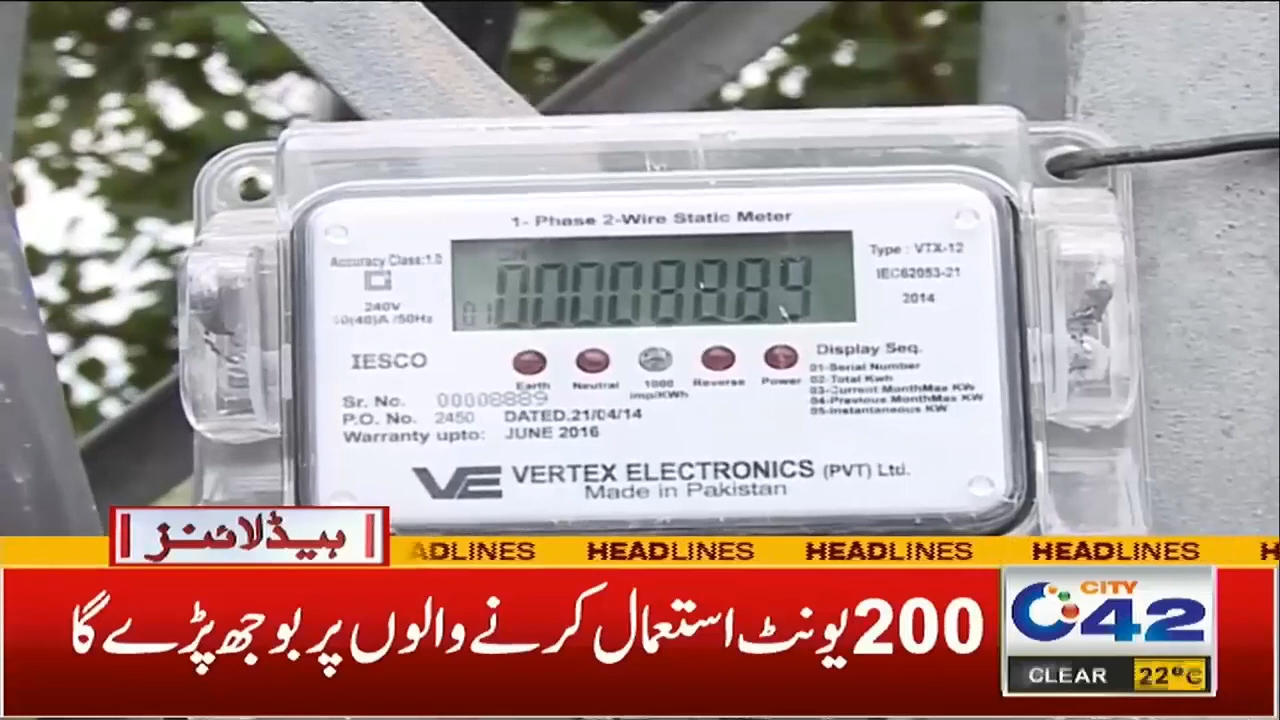 1- Phase 2-Wire Static Meter
Accuracy Class:1.0
240V
10(40)A /50Hz
01 00008889
Type : VTX-12
IEC62053-21
2014
IESCO
Earth Neutral 1000 imp/KWh Reverse Power
Display Seq.
01-Serial Number
02-Total Kwh
03-Current MonthMax KW
04-Previous MonthMax KW
05-Instantaneous KW
Sr. No. 00008889
P.O. No. 2450 DATED.21/04/14
Warranty upto: JUNE 2016
VE VERTEX ELECTRONICS (PVT) Ltd.
Made in Pakistan
ہیڈلائنز
ADLINES HEADLINES HEADLINES HEADLINES H
200 یونٹ استعمال کرنے والوں پر بوجھ پڑے گا
CITY
42
CLEAR 22°C